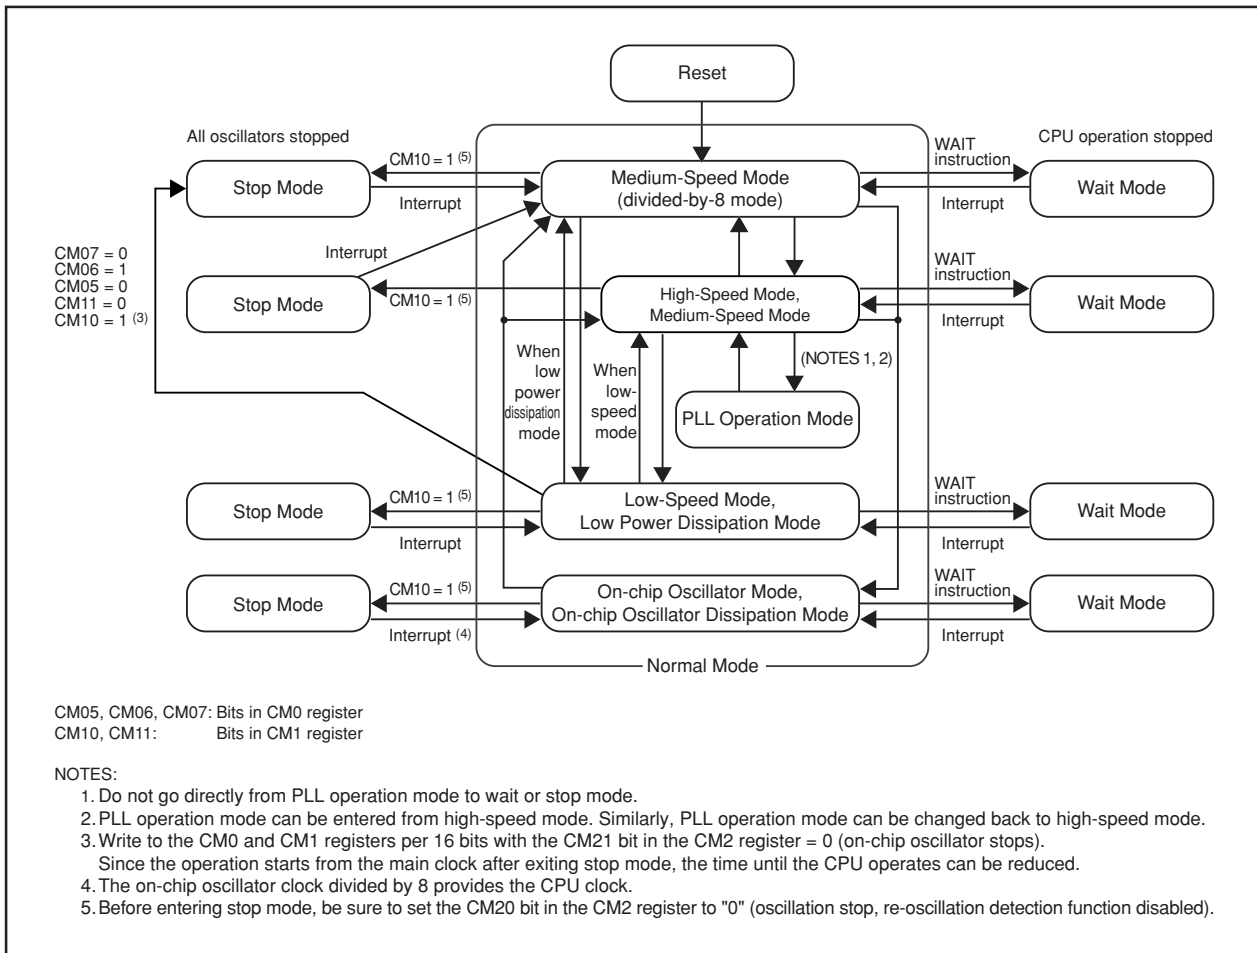 Reset
All oscillators stopped
CPU operation stopped
CM10 = 1 (5)
WAIT
instruction
Stop Mode
Medium-Speed Mode
(divided-by-8 mode)
Wait Mode
Interrupt
Interrupt
CM07 = 0
CM06 = 1
CM05 = 0
CM11 = 0
CM10 = 1 (3)
Interrupt
WAIT
instruction
Stop Mode
CM10 = 1 (5)
High-Speed Mode,
Medium-Speed Mode
Wait Mode
Interrupt
When
low
power
dissipation
mode
When
low-
speed
mode
(NOTES 1, 2)
PLL Operation Mode
CM10 = 1 (5)
WAIT
instruction
Stop Mode
Low-Speed Mode,
Low Power Dissipation Mode
Wait Mode
Interrupt
Interrupt
CM10 = 1 (5)
WAIT
instruction
Stop Mode
On-chip Oscillator Mode,
On-chip Oscillator Dissipation Mode
Wait Mode
Interrupt (4)
Interrupt
Normal Mode
CM05, CM06, CM07: Bits in CM0 register
CM10, CM11: Bits in CM1 register
NOTES:
1. Do not go directly from PLL operation mode to wait or stop mode.
2. PLL operation mode can be entered from high-speed mode. Similarly, PLL operation mode can be changed back to high-speed mode.
3. Write to the CM0 and CM1 registers per 16 bits with the CM21 bit in the CM2 register = 0 (on-chip oscillator stops).
Since the operation starts from the main clock after exiting stop mode, the time until the CPU operates can be reduced.
4. The on-chip oscillator clock divided by 8 provides the CPU clock.
5. Before entering stop mode, be sure to set the CM20 bit in the CM2 register to "0" (oscillation stop, re-oscillation detection function disabled).